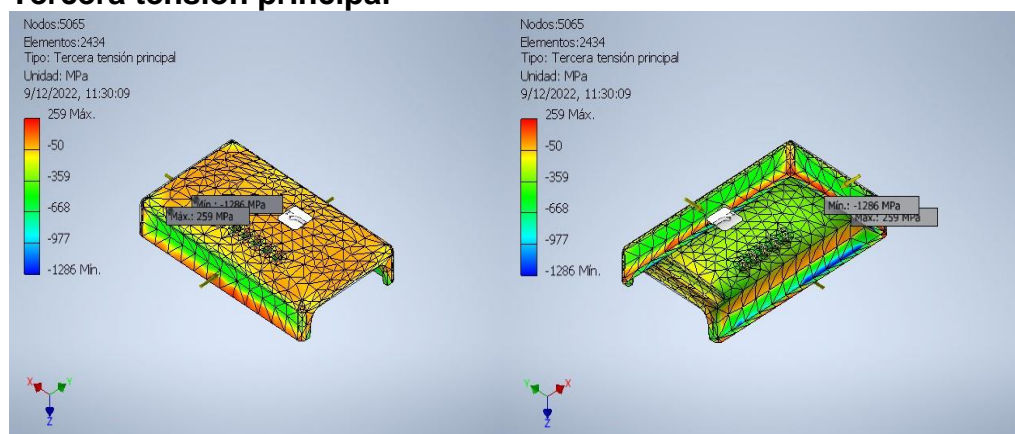 Tercera tensión principal
Nodos:5065
Elementos:2434
Tipo: Tercera tensión principal
Unidad: MPa
9/12/2022, 11:30:09
259 Máx.
-50
-359
-668
-977
-1286 Mín.
Mín.: -1286 MPa
Máx.: 259 MPa
X
Y
Z
Nodos:5065
Elementos:2434
Tipo: Tercera tensión principal
Unidad: MPa
9/12/2022, 11:30:09
259 Máx.
-50
-359
-668
-977
-1286 Mín.
Mín.: -1286 MPa
Máx.: 259 MPa
Y
X
Z